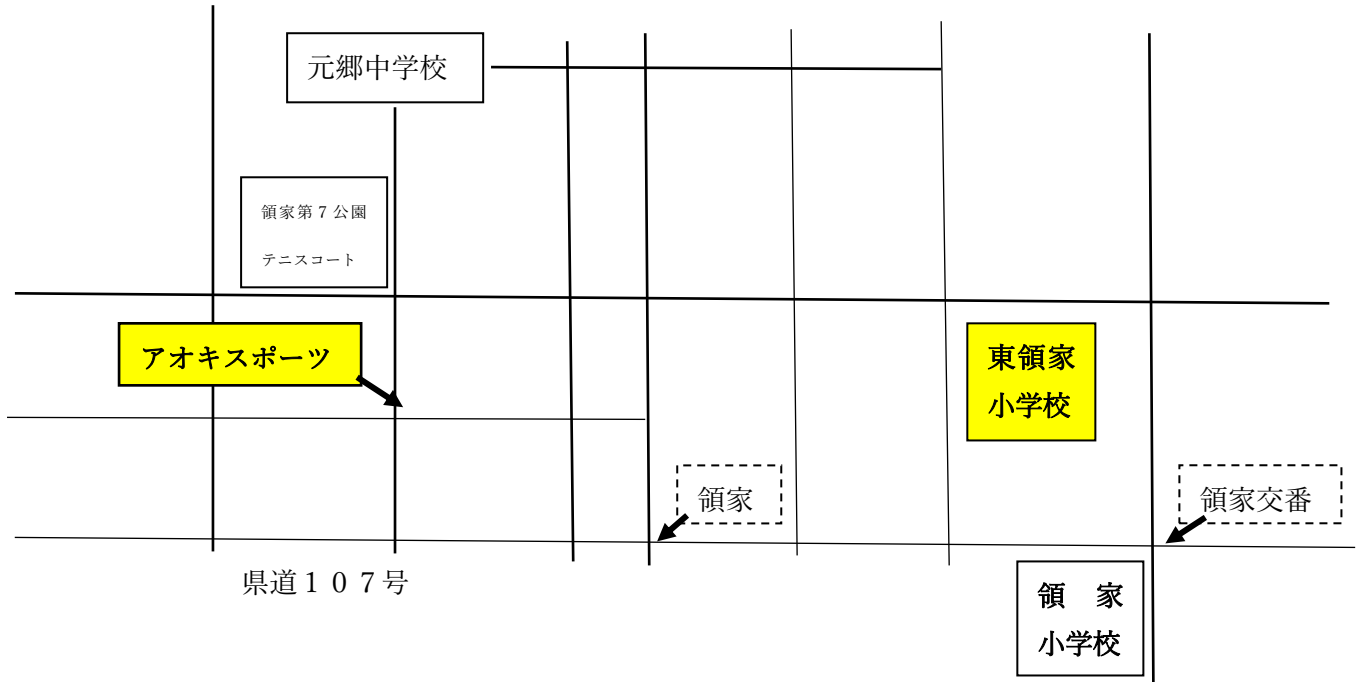 元郷中学校
領家第７公園
テニスコート
アオキスポーツ
東領家
小学校
領家
領家交番
県道１０７号
領　家
小学校